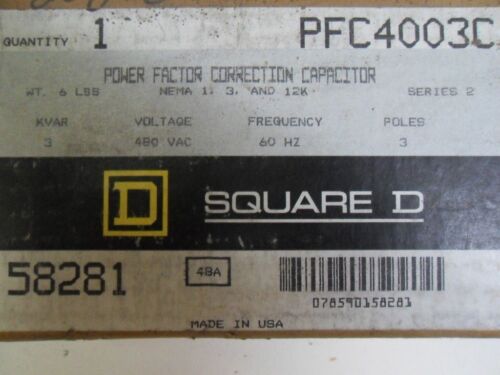 QUANTITY 1 PFC4003C
POWER FACTOR CORRECTION CAPACITOR
WT. 6 LBS NEMA 1, 3, AND 12K SERIES 2
KVAR VOLTAGE FREQUENCY POLES
3 480 VAC 60 HZ 3
D SQUARE D
58281 48A
078590158281
MADE IN USA